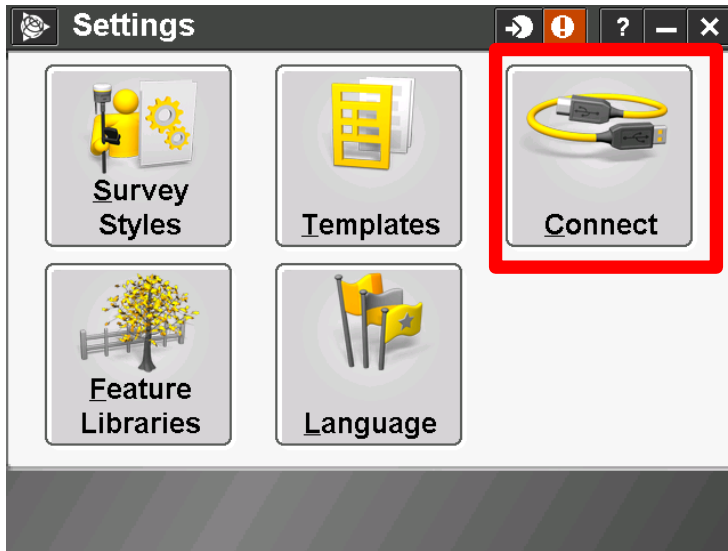 Settings
?
Survey
Styles
Templates
Connect
Feature
Libraries
Language